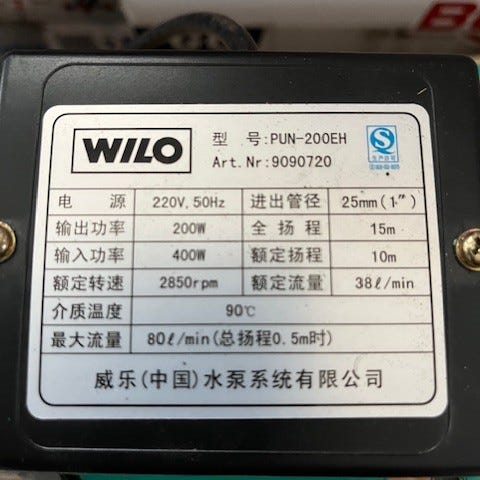 WILO
型 号:PUN-200EH
Art.Nr:9090720
生产许可
电 源 220V,50Hz 进出管径 25mm(1″)
输出功率 200W 全扬程 15m
输入功率 400W 额定扬程 10m
额定转速 2850rpm 额定流量 38ℓ/min
介质温度 90℃
最大流量 80ℓ/min(总扬程0.5m时)
威乐(中国)水泵系统有限公司